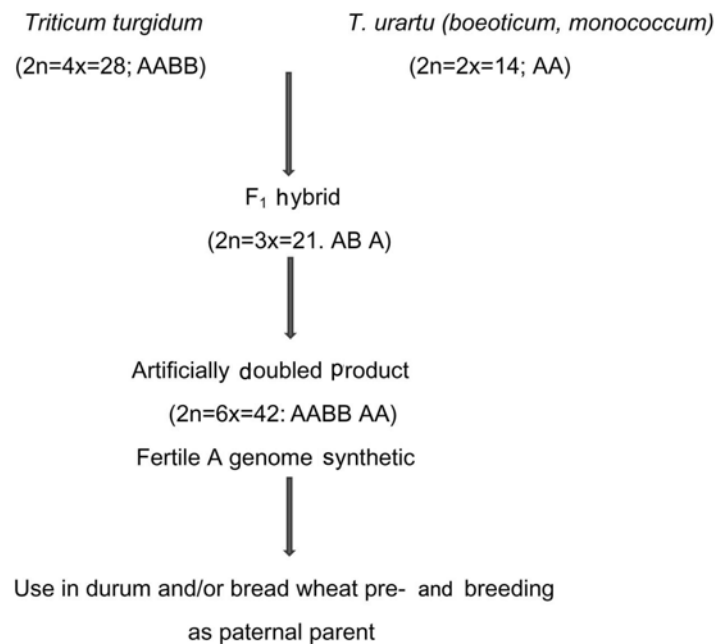 Triticum turgidum T. urartu (boeoticum, monococcum)
(2n=4x=28; AABB) (2n=2x=14; AA)
F₁ hybrid
(2n=3x=21. AB A)
Artificially doubled product
(2n=6x=42: AABB AA)
Fertile A genome synthetic
Use in durum and/or bread wheat pre- and breeding
as paternal parent